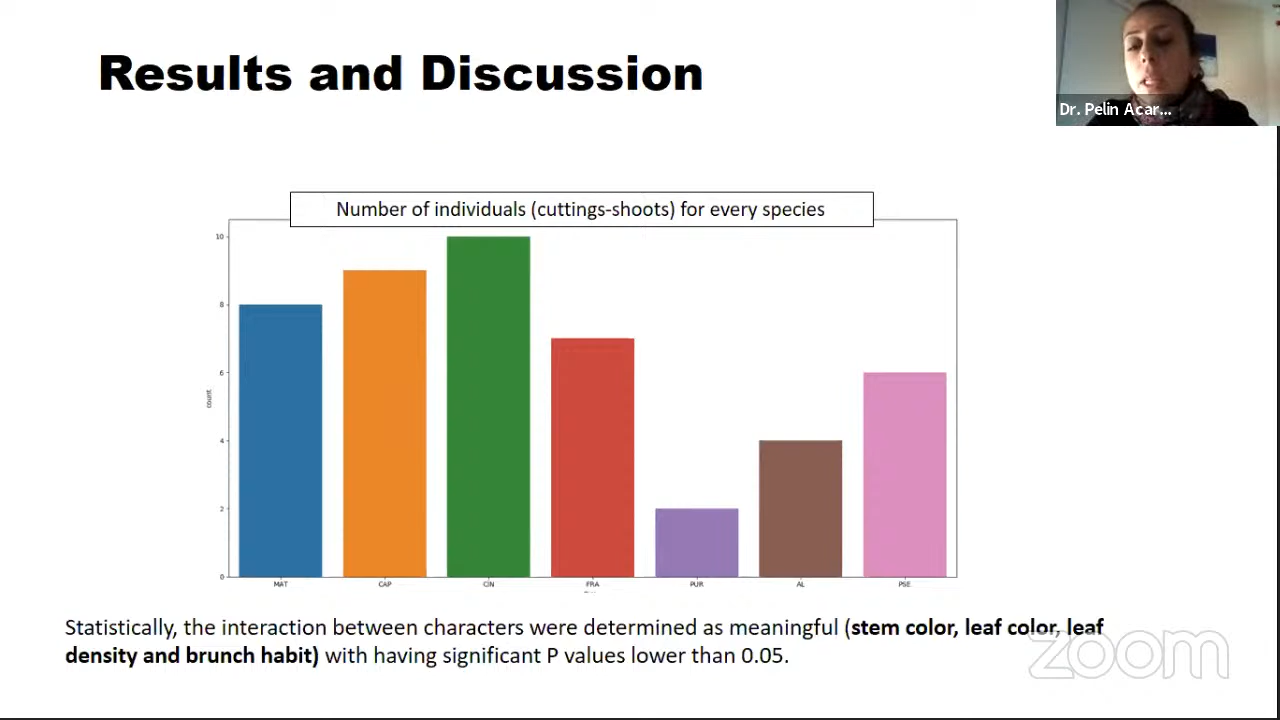 Results and Discussion
Dr. Pelin Acar...
Number of individuals (cuttings-shoots) for every species
10
8
6
4
2
0
count
MAT CAP CIN FRA PUR AL PSE
Statistically, the interaction between characters were determined as meaningful (stem color, leaf color, leaf
density and brunch habit) with having significant P values lower than 0.05.
zoom